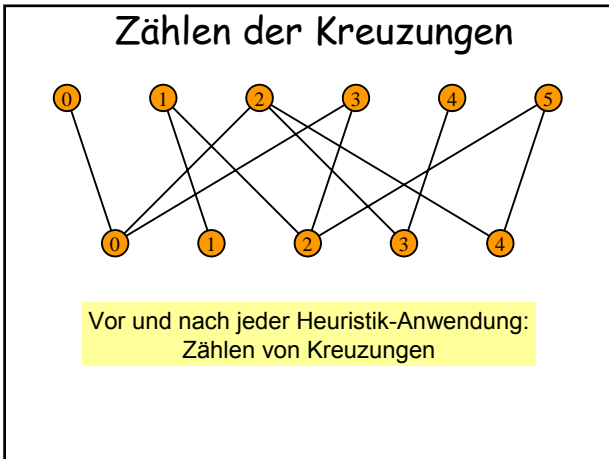 Zählen der Kreuzungen
0 1 2 3 4 5
0 1 2 3 4
Vor und nach jeder Heuristik-Anwendung:
Zählen von Kreuzungen